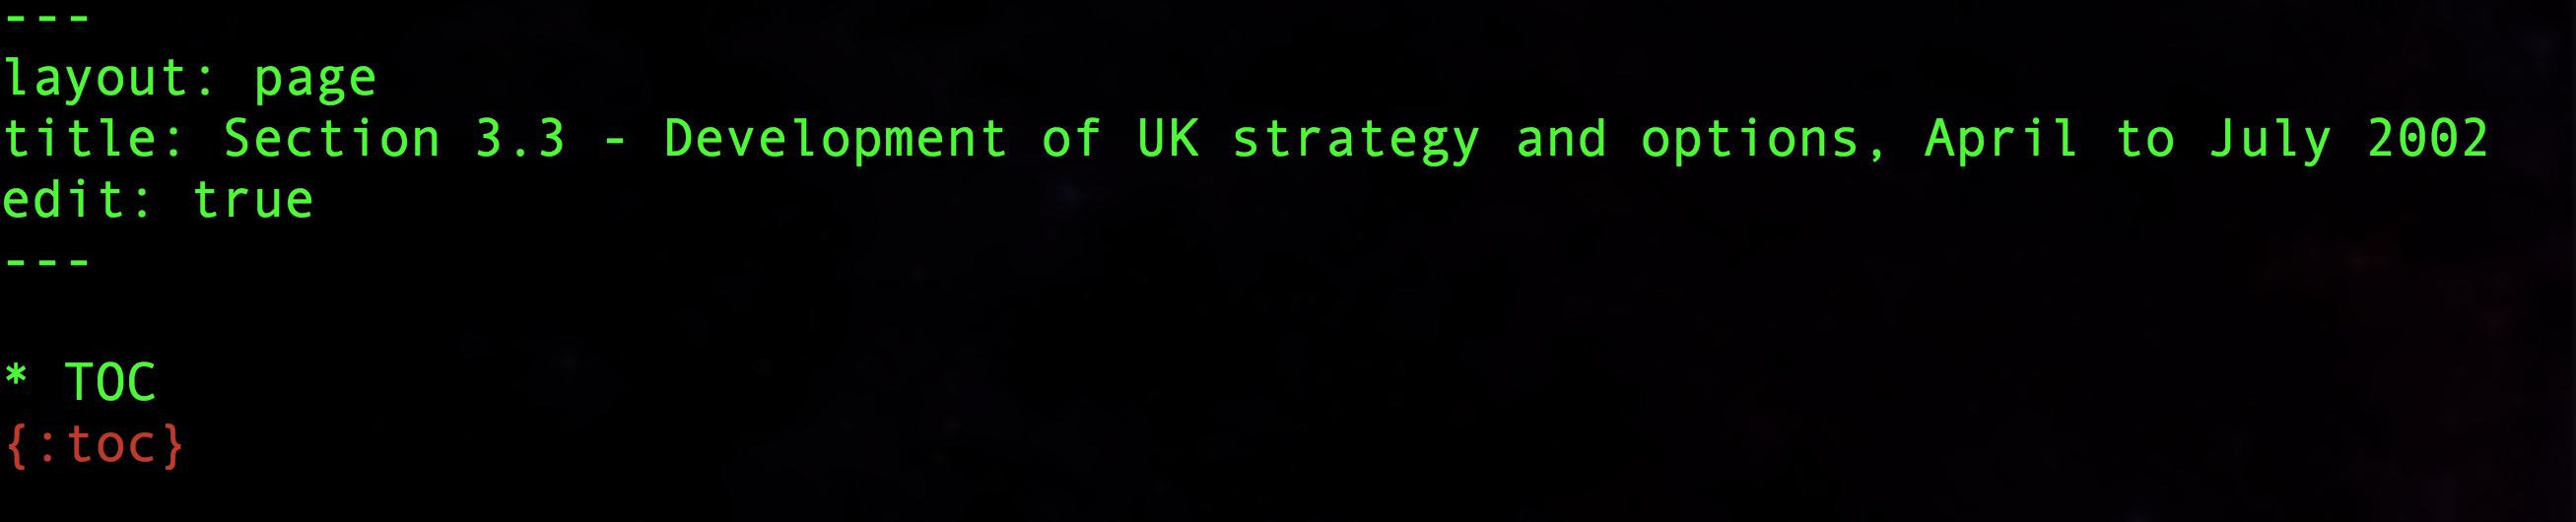 ---
layout: page
title: Section 3.3 - Development of UK strategy and options, April to July 2002
edit: true
---
* TOC
{:toc}